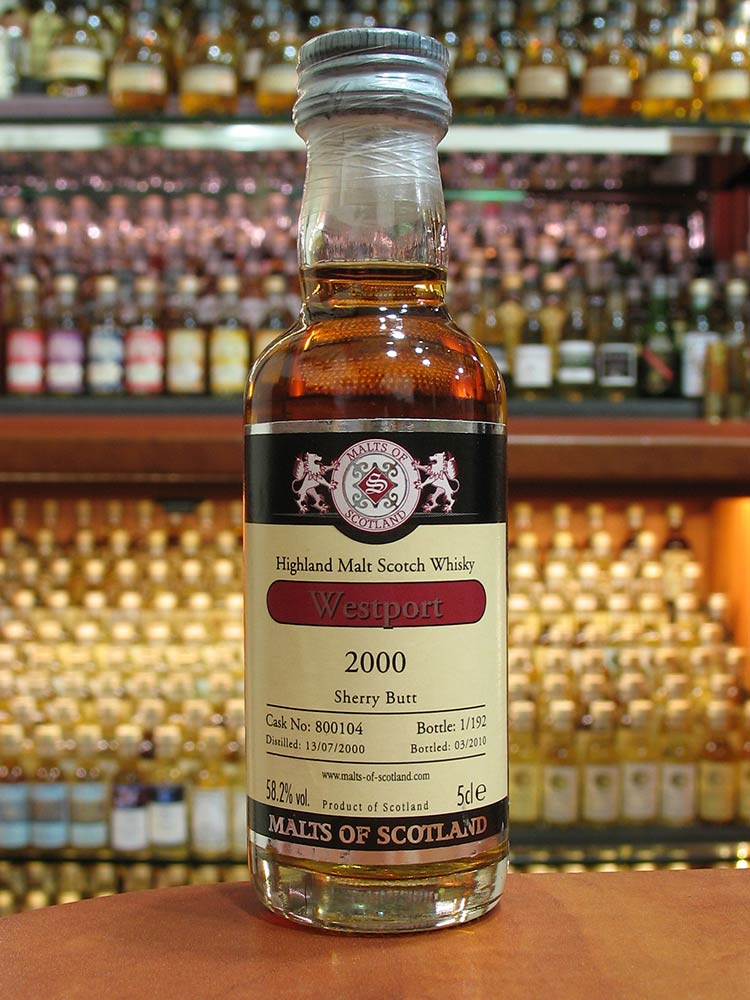 MALTS OF
S
SCOTLAND
Highland Malt Scotch Whisky
Westport
2000
Sherry Butt
Cask No: 800104 Bottle: 1/192
Distilled: 13/07/2000 Bottled: 03/2010
www.malts-of-scotland.com
58.2% vol. Product of Scotland 5cl e
MALTS OF SCOTLAND